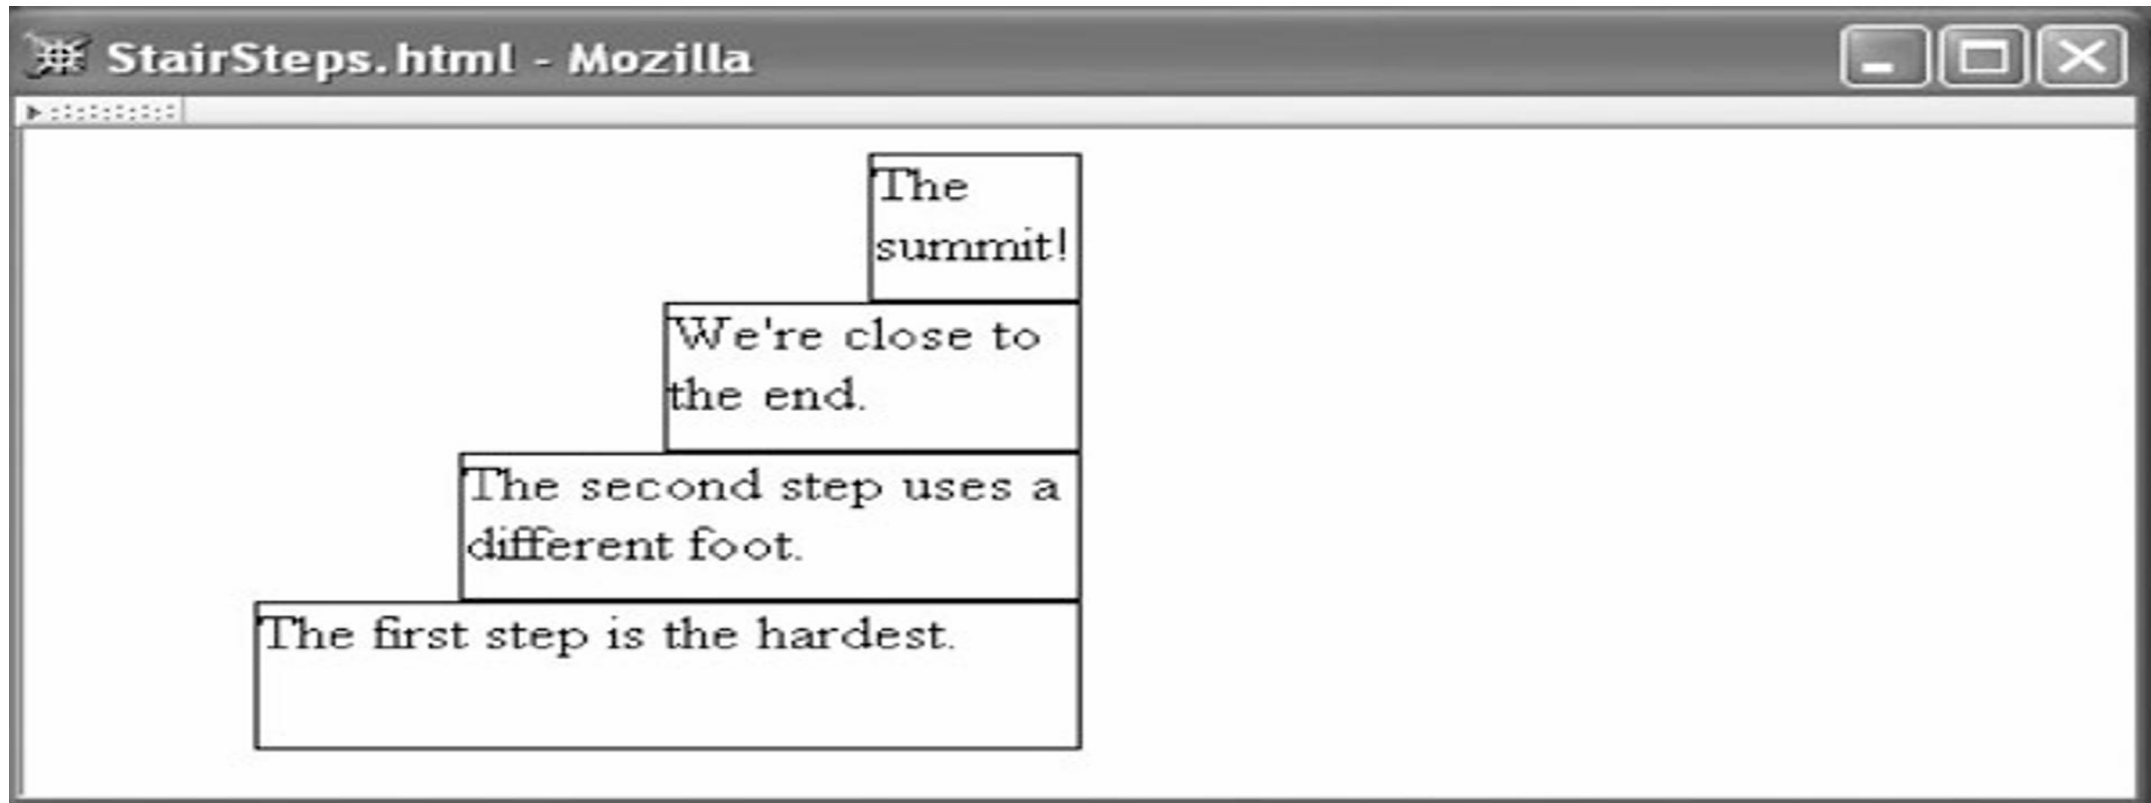 StairSteps.html - Mozilla
The
summit!
We're close to
the end.
The second step uses a
different foot.
The first step is the hardest.